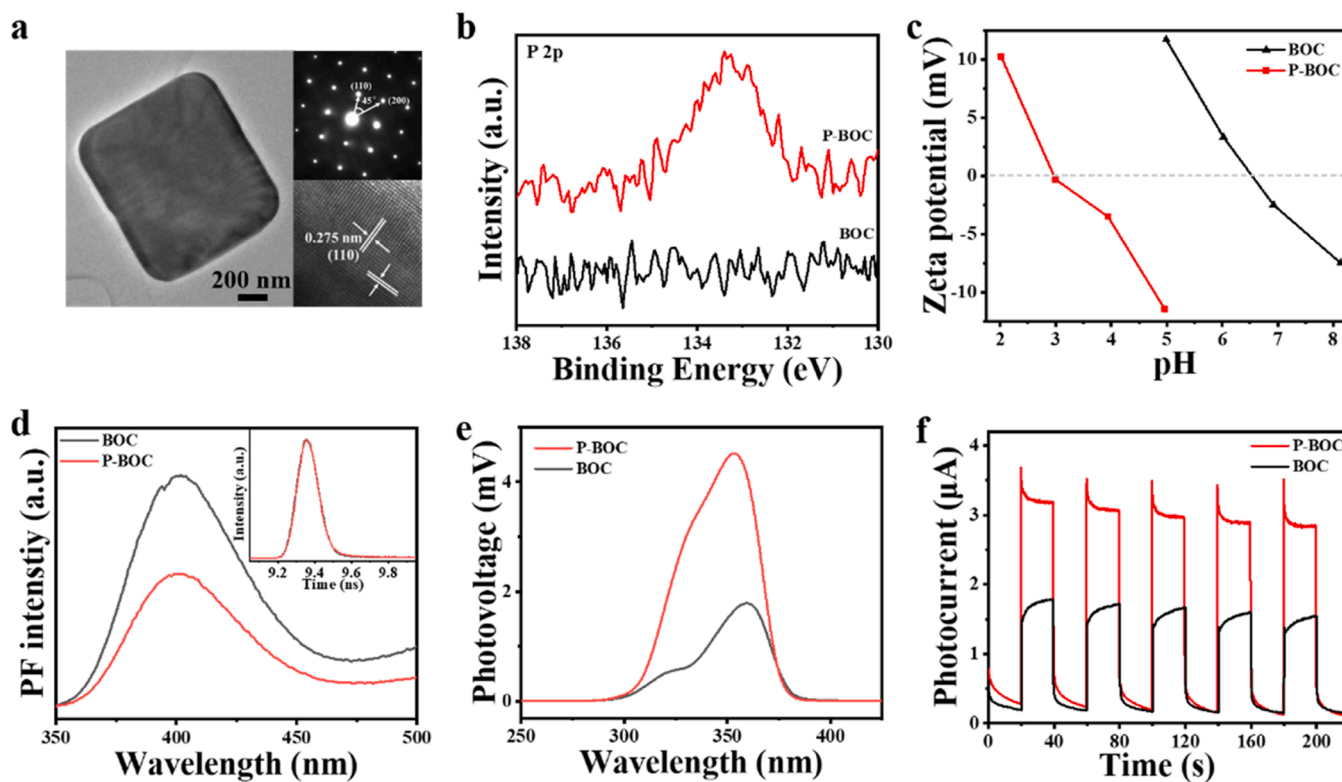 a
(110)
45°
(200)
0.275 nm
(110)
200 nm
b
P 2p
P-BOC
BOC
Intensity (a.u.)
138 136 134 132 130
Binding Energy (eV)
c
BOC
P-BOC
Zeta potential (mV)
10
5
0
-5
-10
2 3 4 5 6 7 8
pH
d
BOC
P-BOC
PF intenstiy (a.u.)
Intensity (a.u.)
9.2 9.4 9.6 9.8
Time (ns)
350 400 450 500
Wavelength (nm)
e
P-BOC
BOC
Photovoltage (mV)
4
2
0
250 300 350 400
Wavelength (nm)
f
P-BOC
BOC
Photocurrent (μA)
4
3
2
1
0
0 40 80 120 160 200
Time (s)